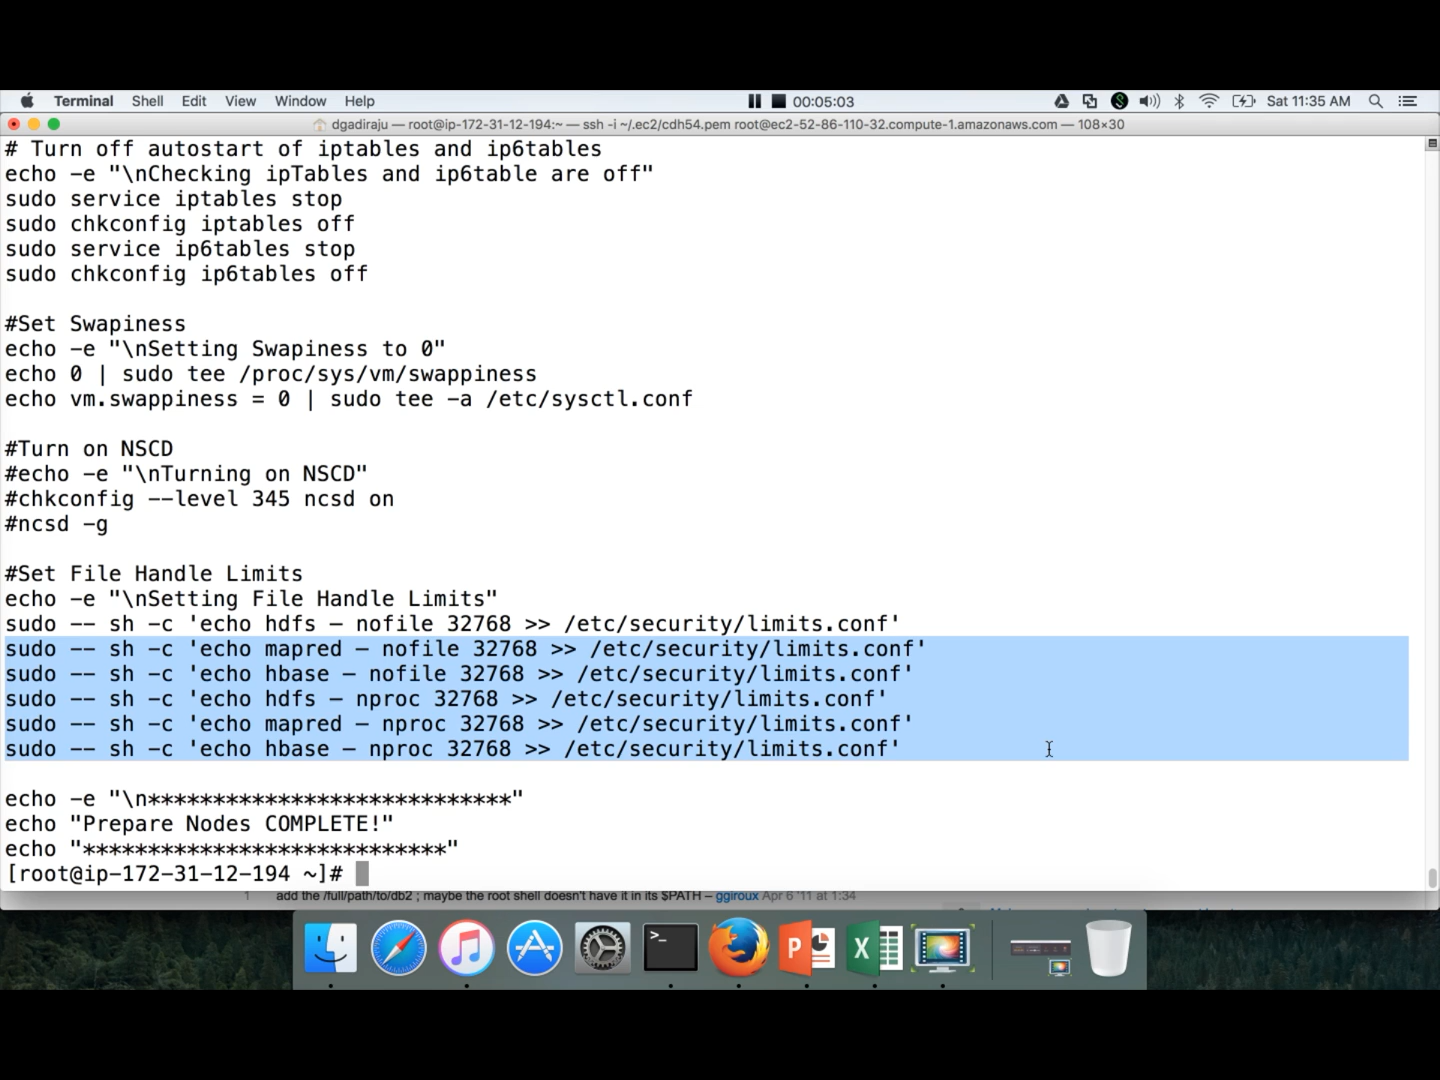 Terminal Shell Edit View Window Help 00:05:03 Sat 11:35 AM
dgadiraju — root@ip-172-31-12-194:~ — ssh -i ~/.ec2/cdh54.pem root@ec2-52-86-110-32.compute-1.amazonaws.com — 108×30
# Turn off autostart of iptables and ip6tables
echo -e "\nChecking ipTables and ip6table are off"
sudo service iptables stop
sudo chkconfig iptables off
sudo service ip6tables stop
sudo chkconfig ip6tables off
#Set Swapiness
echo -e "\nSetting Swapiness to 0"
echo 0 | sudo tee /proc/sys/vm/swappiness
echo vm.swappiness = 0 | sudo tee -a /etc/sysctl.conf
#Turn on NSCD
#echo -e "\nTurning on NSCD"
#chkconfig --level 345 ncsd on
#ncsd -g
#Set File Handle Limits
echo -e "\nSetting File Handle Limits"
sudo -- sh -c 'echo hdfs – nofile 32768 >> /etc/security/limits.conf'
sudo -- sh -c 'echo mapred – nofile 32768 >> /etc/security/limits.conf'
sudo -- sh -c 'echo hbase – nofile 32768 >> /etc/security/limits.conf'
sudo -- sh -c 'echo hdfs – nproc 32768 >> /etc/security/limits.conf'
sudo -- sh -c 'echo mapred – nproc 32768 >> /etc/security/limits.conf'
sudo -- sh -c 'echo hbase – nproc 32768 >> /etc/security/limits.conf'
echo -e "\n****************************"
echo "Prepare Nodes COMPLETE!"
echo "****************************"
[root@ip-172-31-12-194 ~]#
1 add the /full/path/to/db2 ; maybe the root shell doesn't have it in its $PATH – ggiroux Apr 6 '11 at 1:34